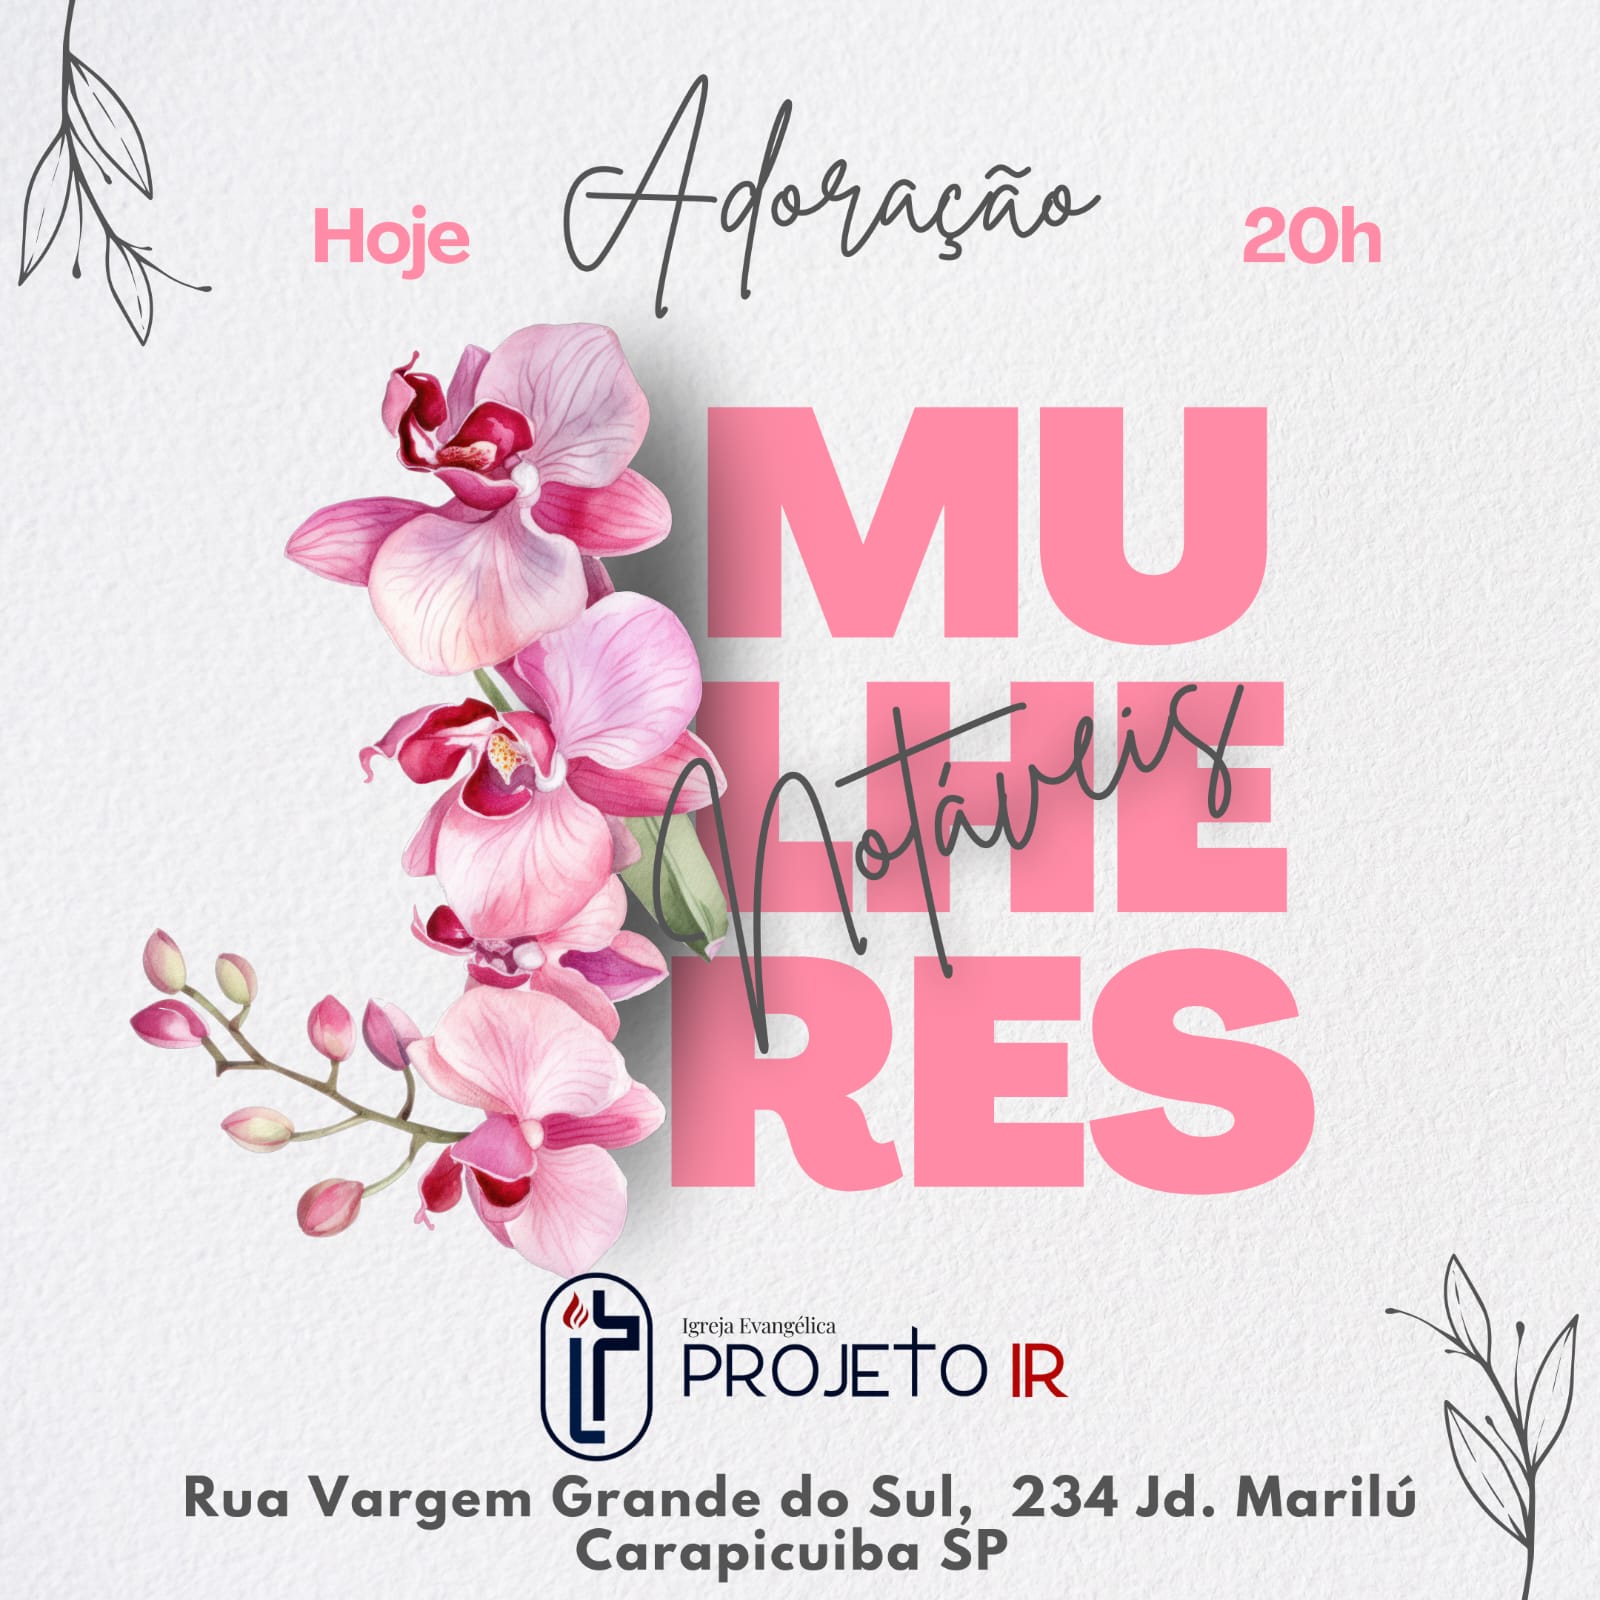 Hoje Adoração 20h
MU
LHE
Notáveis
RES
Igreja Evangélica
PROJETO IR
Rua Vargem Grande do Sul, 234 Jd. Marilú
Carapicuiba SP